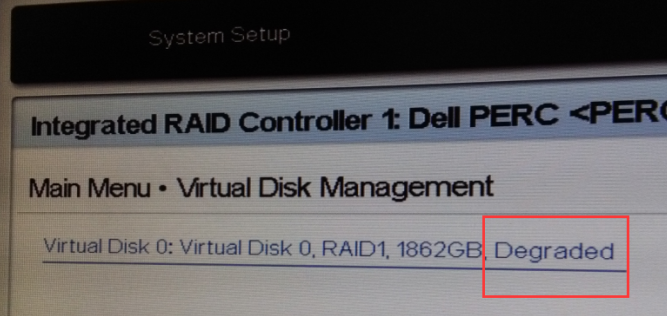 System Setup
Integrated RAID Controller 1: Dell PERC <PERC
Main Menu • Virtual Disk Management
Virtual Disk 0: Virtual Disk 0, RAID1, 1862GB, Degraded